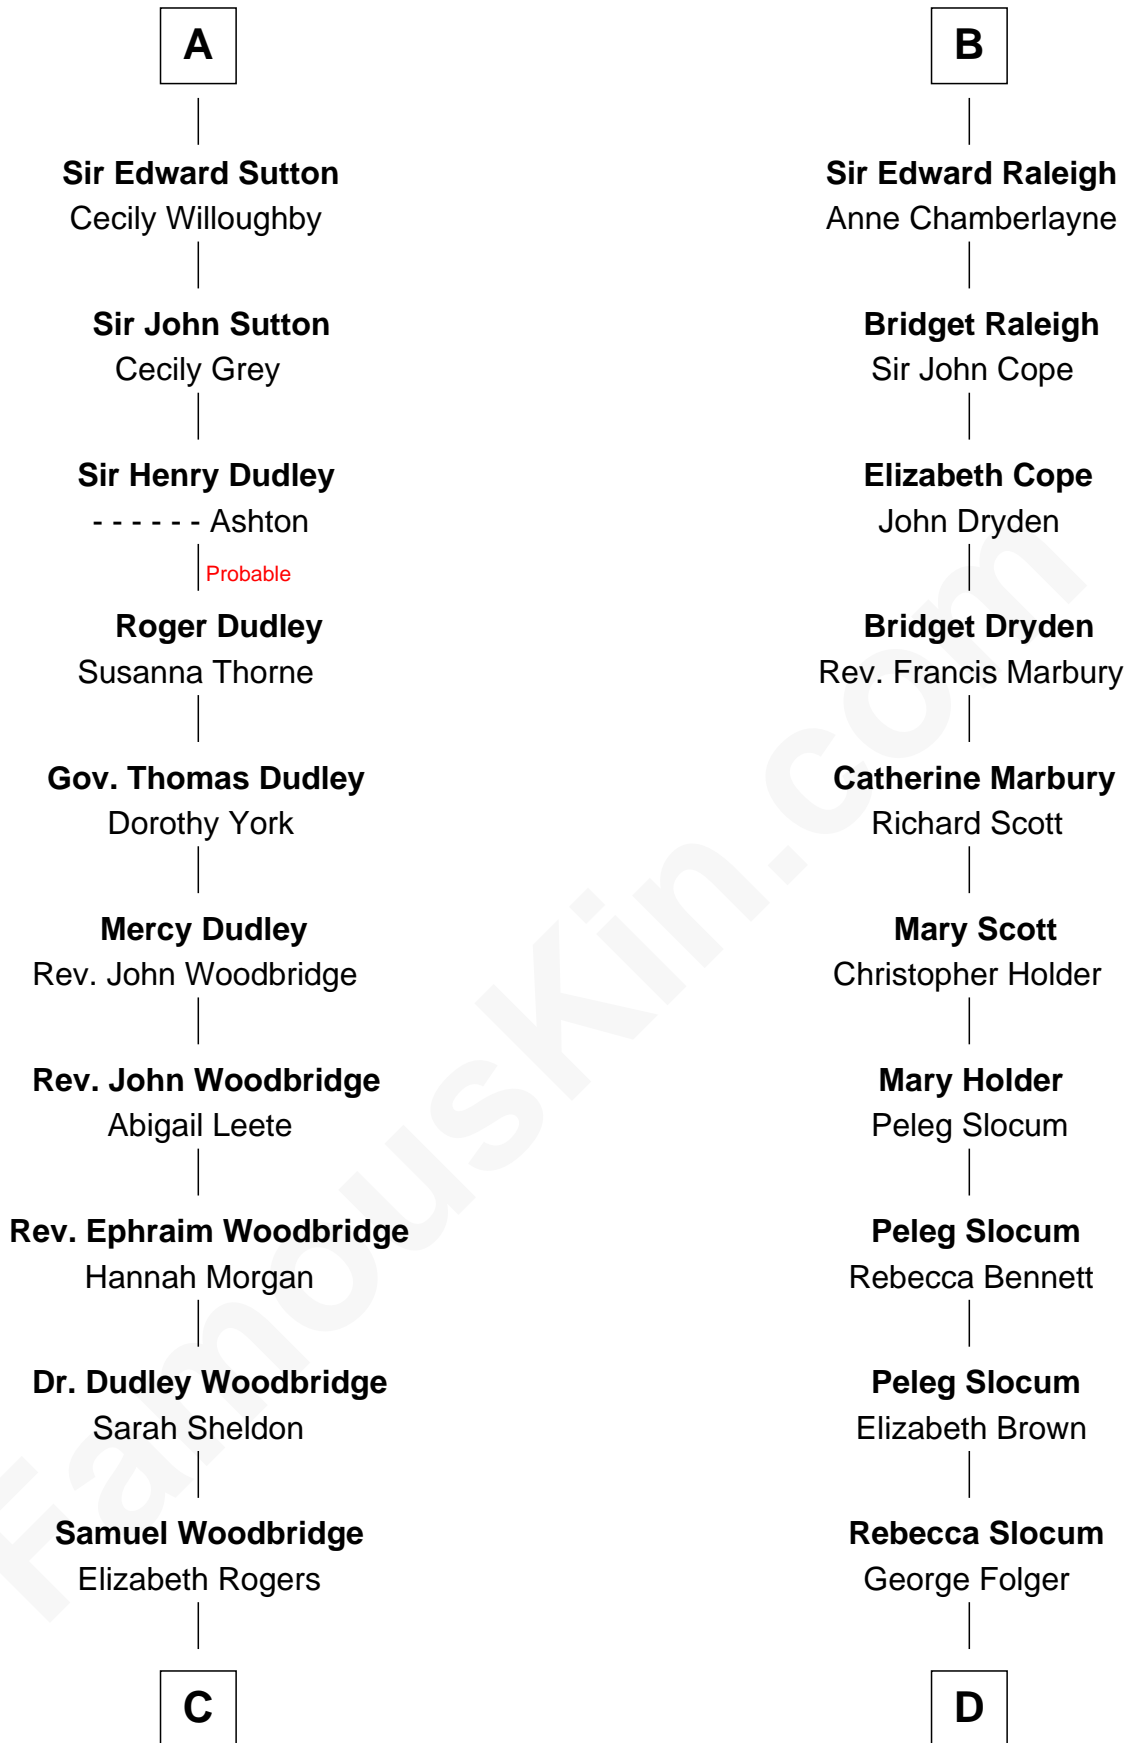 A
Sir Edward Sutton
Cecily Willoughby
Sir John Sutton
Cecily Grey
Sir Henry Dudley
- - - - - - Ashton
Probable
Roger Dudley
Susanna Thorne
Gov. Thomas Dudley
Dorothy York
Mercy Dudley
Rev. John Woodbridge
Rev. John Woodbridge
Abigail Leete
Rev. Ephraim Woodbridge
Hannah Morgan
Dr. Dudley Woodbridge
Sarah Sheldon
Samuel Woodbridge
Elizabeth Rogers
C
B
Sir Edward Raleigh
Anne Chamberlayne
Bridget Raleigh
Sir John Cope
Elizabeth Cope
John Dryden
Bridget Dryden
Rev. Francis Marbury
Catherine Marbury
Richard Scott
Mary Scott
Christopher Holder
Mary Holder
Peleg Slocum
Peleg Slocum
Rebecca Bennett
Peleg Slocum
Elizabeth Brown
Rebecca Slocum
George Folger
D
FamousKin.com